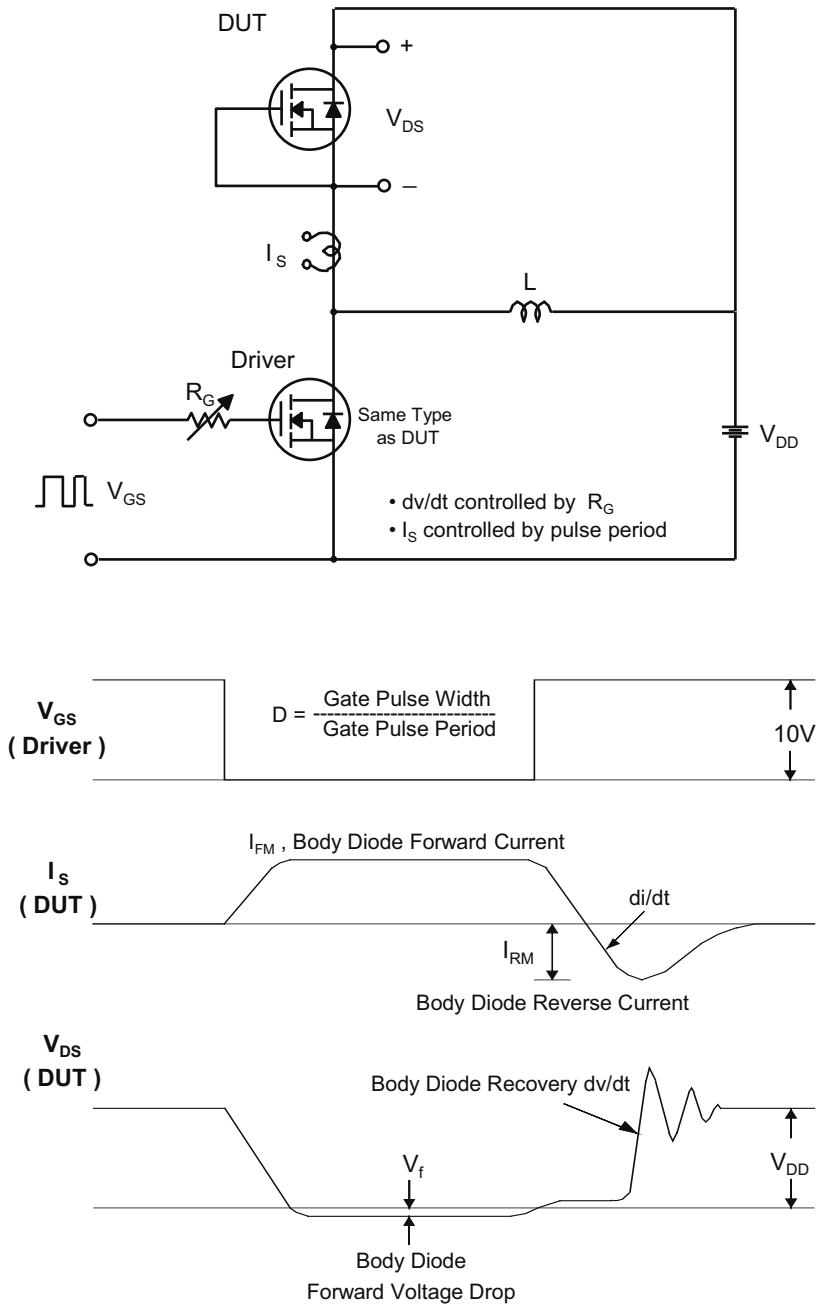 DUT
+
V_DS
–
I_S
L
Driver
R_G
Same Type
as DUT
V_DD
V_GS
• dv/dt controlled by R_G
• I_S controlled by pulse period
V_GS
( Driver )
D = Gate Pulse Width
--------------------------
Gate Pulse Period
10V
I_FM , Body Diode Forward Current
I_S
( DUT )
di/dt
I_RM
Body Diode Reverse Current
V_DS
( DUT )
Body Diode Recovery dv/dt
V_f
V_DD
Body Diode
Forward Voltage Drop